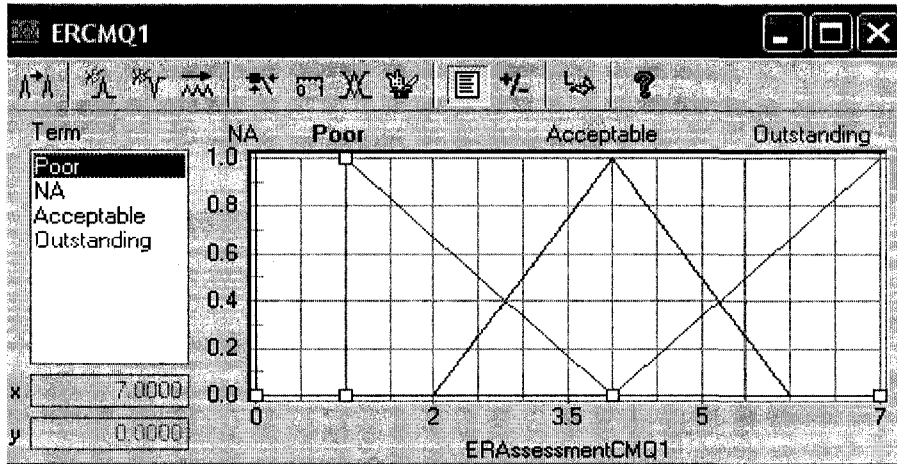 ERCMQ1
Term
NA Poor Acceptable Outstanding
Poor
NA
Acceptable
Outstanding
1.0
0.8
0.6
0.4
0.2
0.0
x 7.0000
y 0.0000
0 2 3.5 5 7
ERAssessmentCMQ1